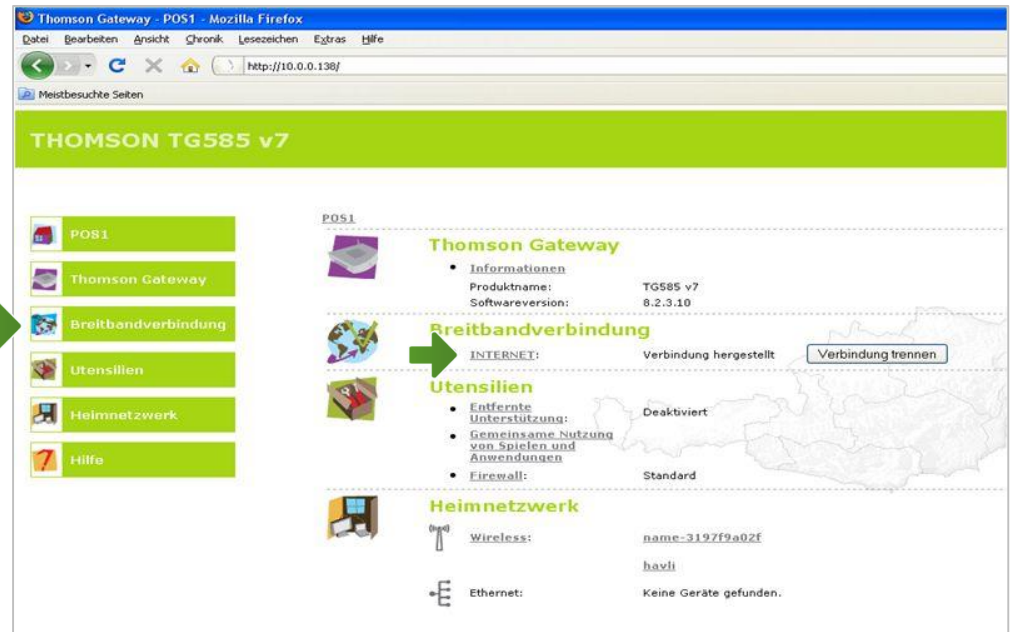 Thomson Gateway - POS1 - Mozilla Firefox
Datei Bearbeiten Ansicht Chronik Lesezeichen Extras Hilfe
http://10.0.0.138/
Meistbesuchte Seiten
THOMSON TG585 v7
POS1
Thomson Gateway
Breitbandverbindung
Utensilien
Heimnetzwerk
Hilfe
POS1
Thomson Gateway
Informationen
Produktname: TG585 v7
Softwareversion: 8.2.3.10
Breitbandverbindung
INTERNET: Verbindung hergestellt Verbindung trennen
Utensilien
Entfernte
Unterstützung: Deaktiviert
Gemeinsame Nutzung
von Spielen und
Anwendungen
Firewall: Standard
Heimnetzwerk
Wireless: name-3197f9a02f
havli
Ethernet: Keine Geräte gefunden.